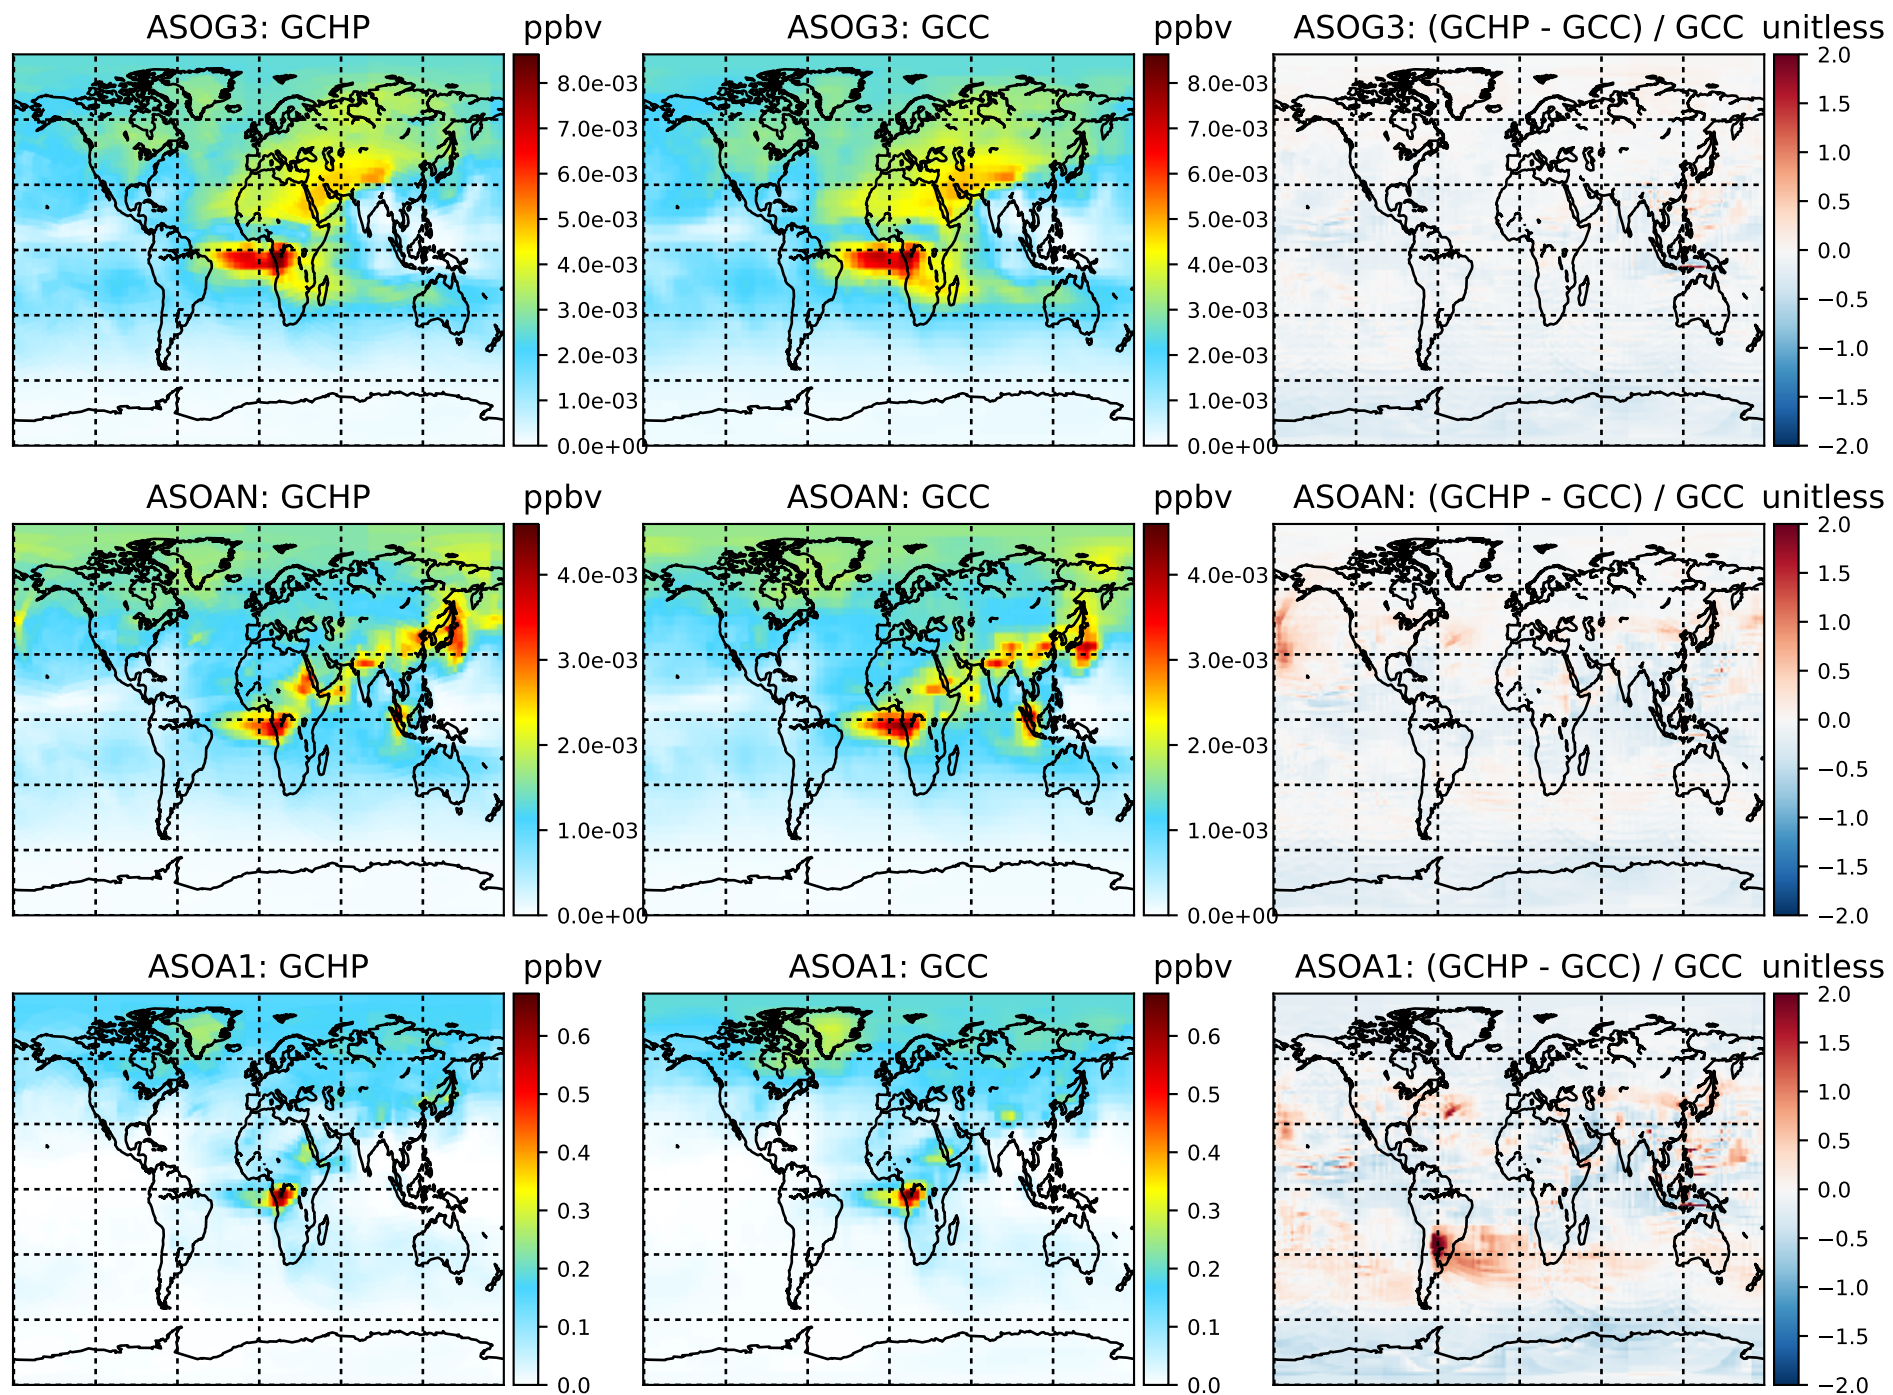 ASOG3: GCHP ppbv ASOG3: GCC ppbv ASOG3: (GCHP - GCC) / GCC unitless
8.0e-03 8.0e-03 2.0
7.0e-03 7.0e-03 1.5
6.0e-03 6.0e-03 1.0
5.0e-03 5.0e-03 0.5
4.0e-03 4.0e-03 0.0
3.0e-03 3.0e-03 −0.5
2.0e-03 2.0e-03 −1.0
1.0e-03 1.0e-03 −1.5
0.0e+00 0.0e+00 −2.0
ASOAN: GCHP ppbv ASOAN: GCC ppbv ASOAN: (GCHP - GCC) / GCC unitless
2.0
4.0e-03 4.0e-03 1.5
1.0
3.0e-03 3.0e-03 0.5
0.0
2.0e-03 2.0e-03 −0.5
1.0e-03 1.0e-03 −1.0
−1.5
0.0e+00 0.0e+00 −2.0
ASOA1: GCHP ppbv ASOA1: GCC ppbv ASOA1: (GCHP - GCC) / GCC unitless
2.0
0.6 0.6 1.5
0.5 0.5 1.0
0.4 0.4 0.5
0.3 0.3 0.0
0.2 0.2 −0.5
0.1 0.1 −1.0
−1.5
0.0 0.0 −2.0